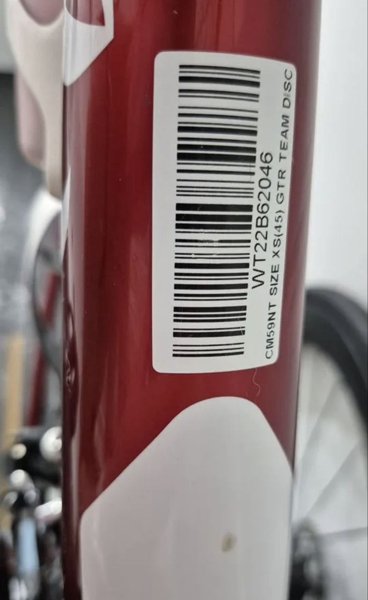 WT22B62046
CM59NT SIZE XS(45) GTR TEAM DISC